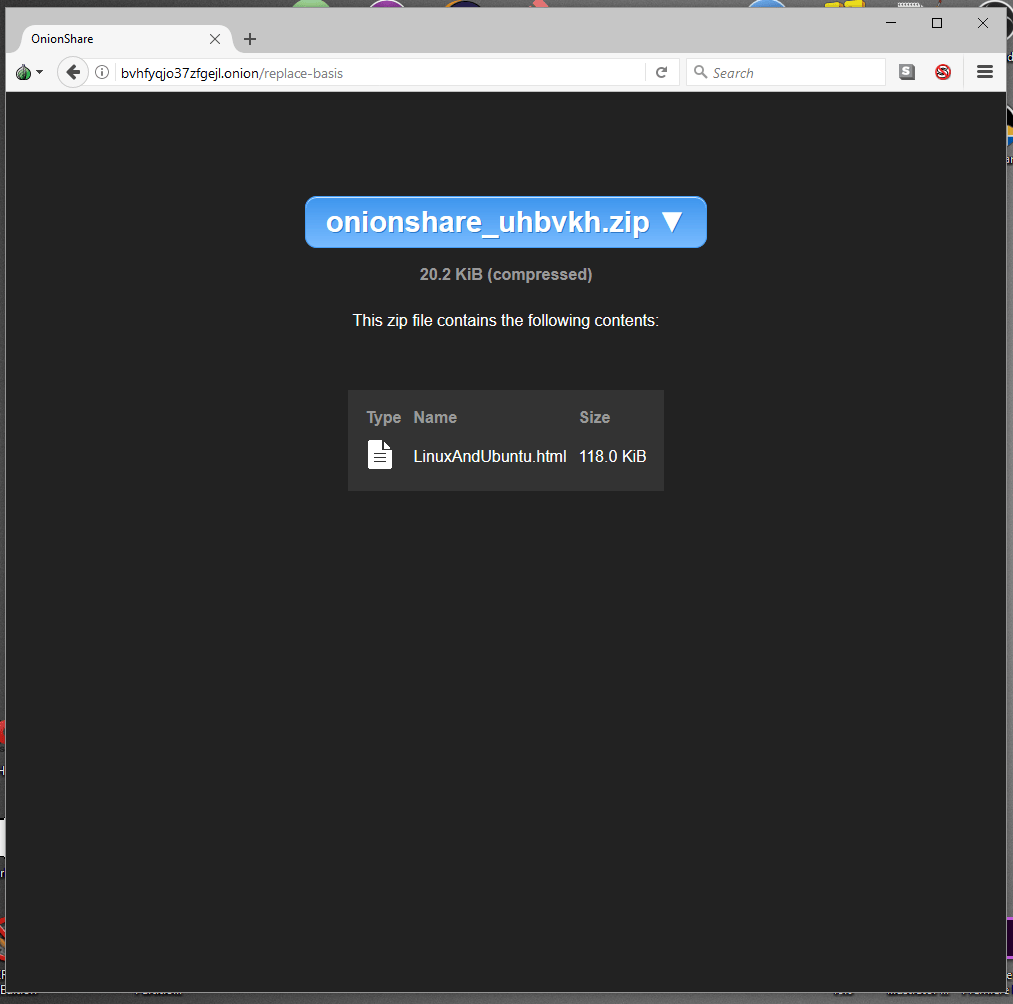 OnionShare
bvhfyqjo37zfgejl.onion/replace-basis
Search
S
onionshare_uhbvkh.zip ▼
20.2 KiB (compressed)
This zip file contains the following contents:
Type Name Size
LinuxAndUbuntu.html 118.0 KiB